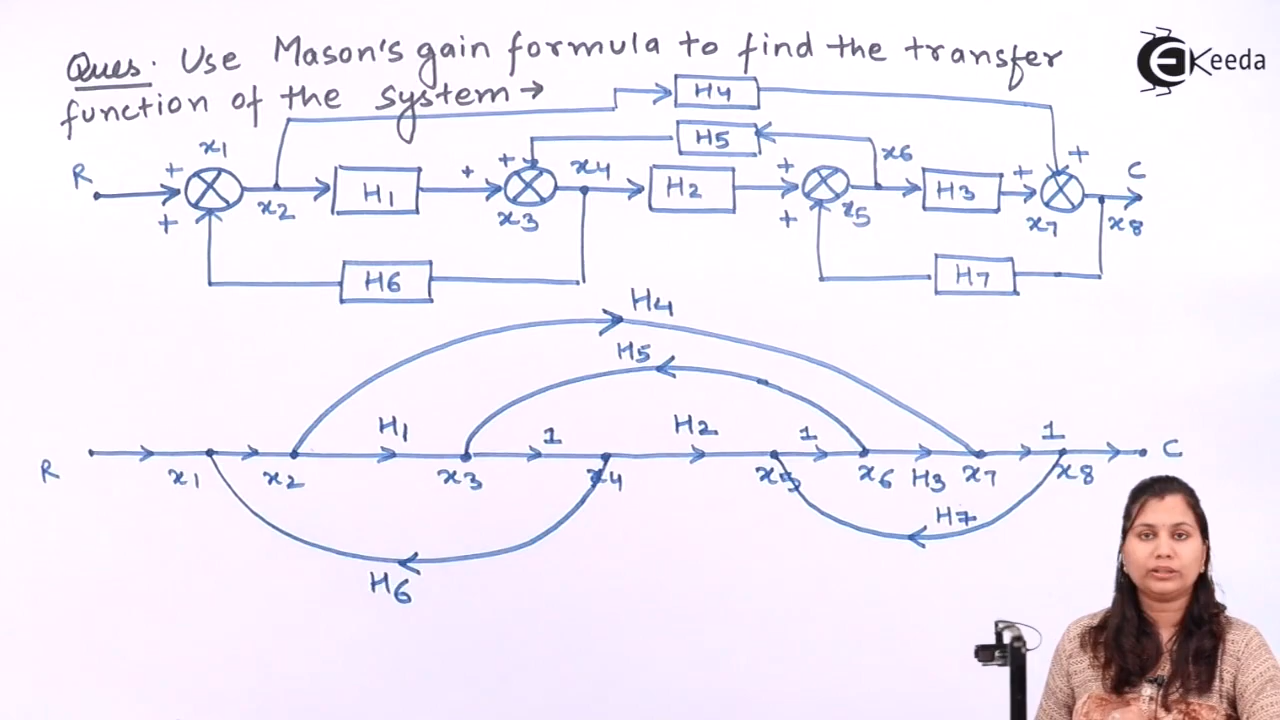 Ques. Use Mason's gain formula to find the transfer
function of the system →
EKeeda
H4
H5
R + x1 + x2 H1 + + x3 x4 H2 + + x5 x6 H3 + + x7 C x8
H6 H7
H4
H5
H1 1 H2 1 1
R x1 x2 x3 x4 x5 x6 H3 x7 x8 C
H7
H6